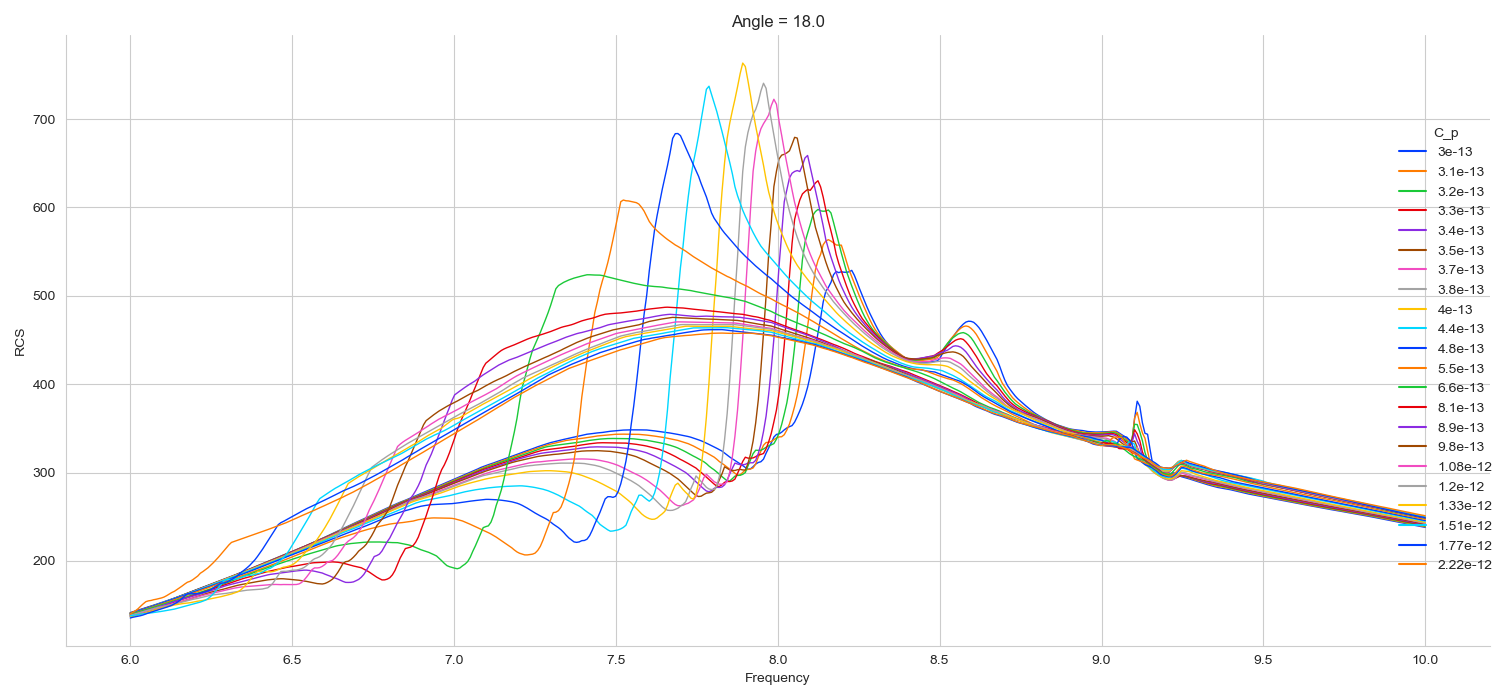 Angle = 18.0
RCS
700
600
500
400
300
200
6.0 6.5 7.0 7.5 8.0 8.5 9.0 9.5 10.0
Frequency
C_p
3e-13
3.1e-13
3.2e-13
3.3e-13
3.4e-13
3.5e-13
3.7e-13
3.8e-13
4e-13
4.4e-13
4.8e-13
5.5e-13
6.6e-13
8.1e-13
8.9e-13
9.8e-13
1.08e-12
1.2e-12
1.33e-12
1.51e-12
1.77e-12
2.22e-12